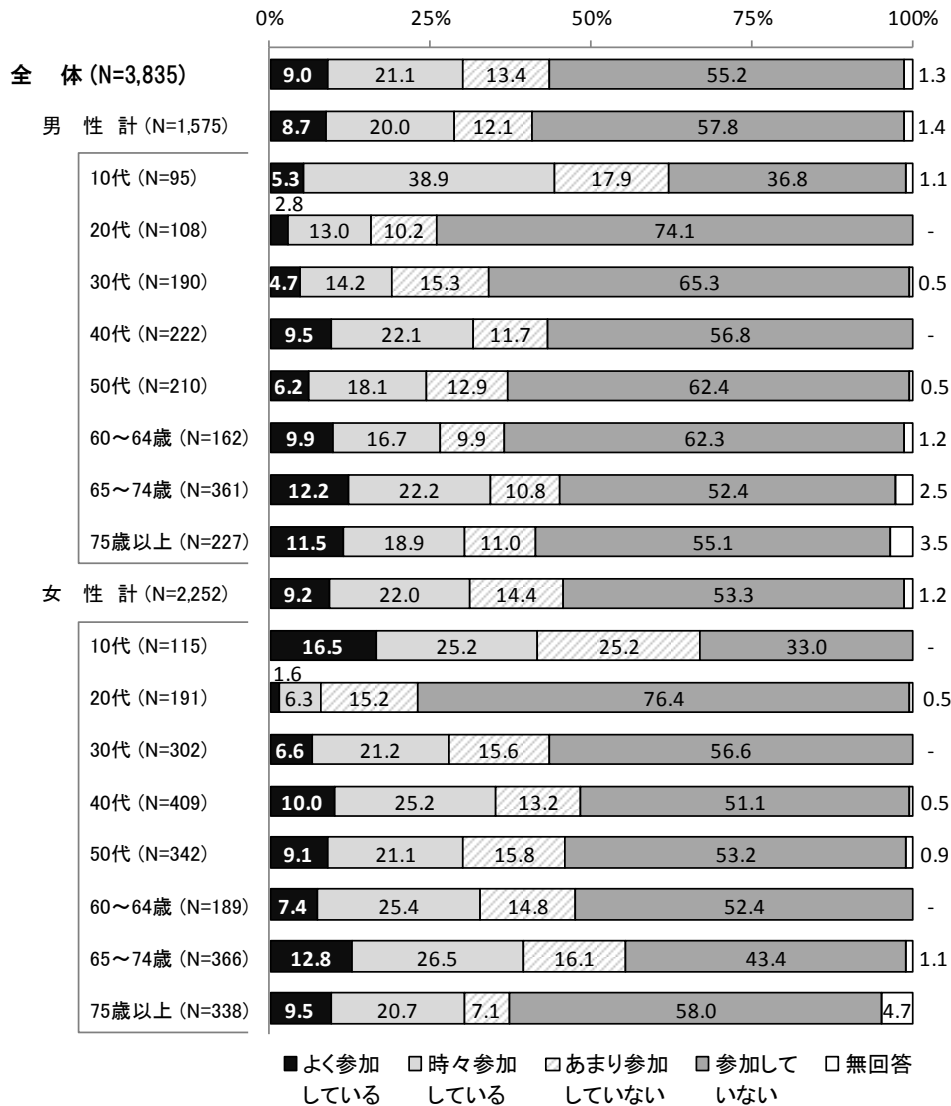 0% 25% 50% 75% 100%
全 体 (N=3,835) 9.0 21.1 13.4 55.2 1.3
男 性 計 (N=1,575) 8.7 20.0 12.1 57.8 1.4
10代 (N=95) 5.3 38.9 17.9 36.8 1.1
20代 (N=108) 2.8 13.0 10.2 74.1 -
30代 (N=190) 4.7 14.2 15.3 65.3 0.5
40代 (N=222) 9.5 22.1 11.7 56.8 -
50代 (N=210) 6.2 18.1 12.9 62.4 0.5
60～64歳 (N=162) 9.9 16.7 9.9 62.3 1.2
65～74歳 (N=361) 12.2 22.2 10.8 52.4 2.5
75歳以上 (N=227) 11.5 18.9 11.0 55.1 3.5
女 性 計 (N=2,252) 9.2 22.0 14.4 53.3 1.2
10代 (N=115) 16.5 25.2 25.2 33.0 -
20代 (N=191) 1.6 6.3 15.2 76.4 0.5
30代 (N=302) 6.6 21.2 15.6 56.6 -
40代 (N=409) 10.0 25.2 13.2 51.1 0.5
50代 (N=342) 9.1 21.1 15.8 53.2 0.9
60～64歳 (N=189) 7.4 25.4 14.8 52.4 -
65～74歳 (N=366) 12.8 26.5 16.1 43.4 1.1
75歳以上 (N=338) 9.5 20.7 7.1 58.0 4.7
よく参加 時々参加 あまり参加 参加して 無回答
している している していない いない